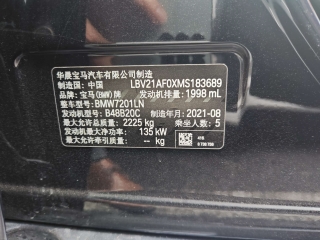 华晨宝马汽车有限公司制造
制造国：中国 LBV21AF0XMS183689
品牌：宝马(BMW)牌 发动机排量：1998 mL
整车型号：BMW7201LN
发动机型号：B48B20C 制造年月：2021-08
最大允许总质量：2225 kg 乘坐人数：5
发动机最大净功率：135 kW
最大允许牵引质量：-- kg